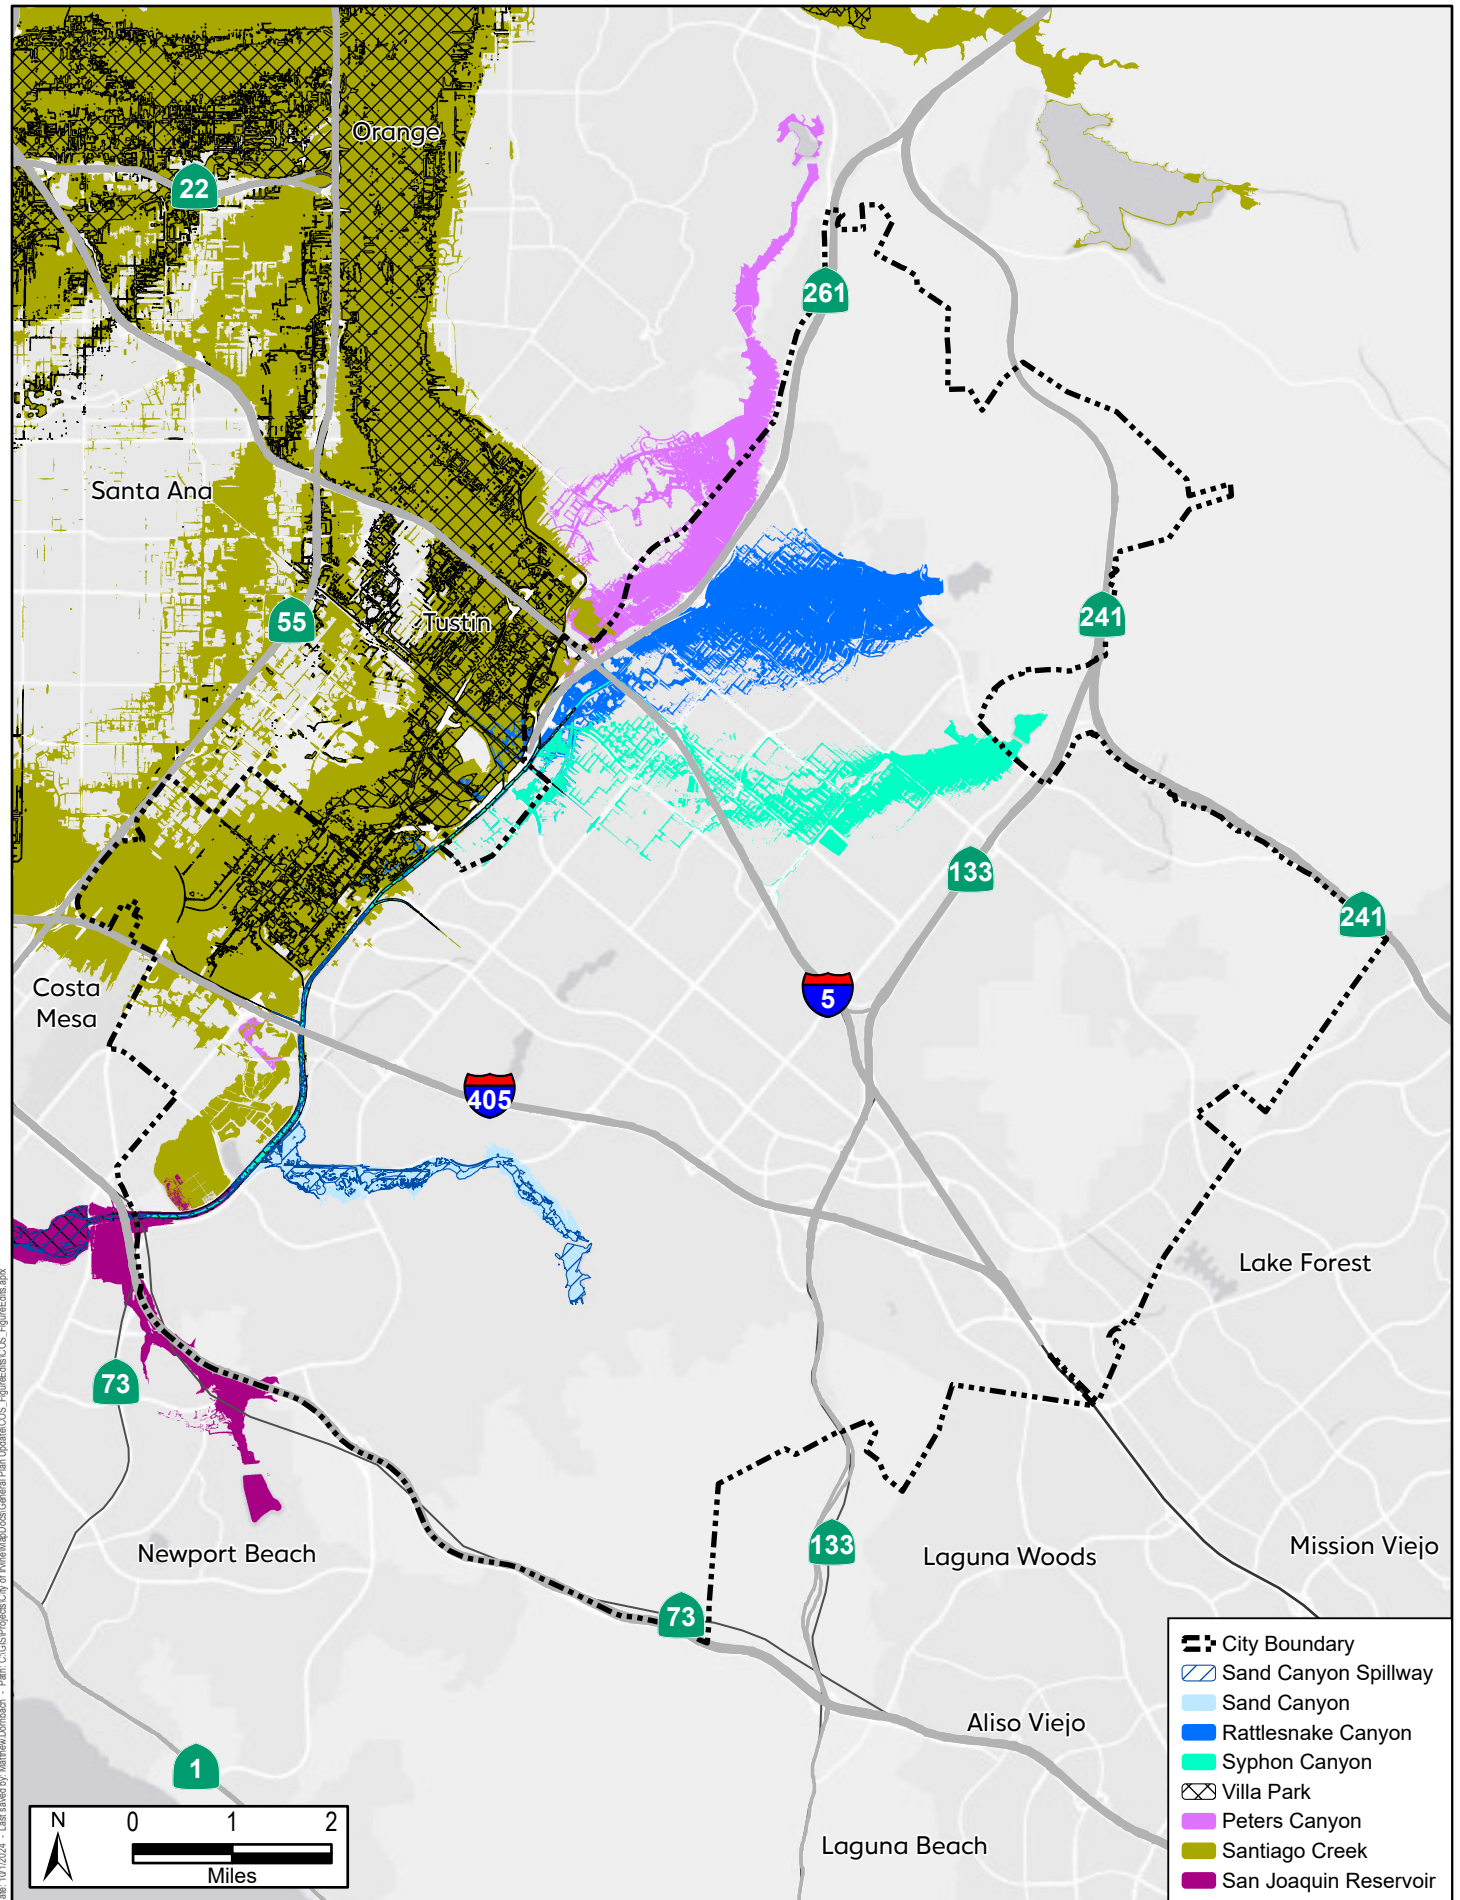 Orange
22
261
Santa Ana
55
Tustin
241
133
241
Costa
Mesa
5
405
Lake Forest
73
Newport Beach
133
Laguna Woods
Mission Viejo
73
Aliso Viejo
1
Laguna Beach
City Boundary
Sand Canyon Spillway
Sand Canyon
Rattlesnake Canyon
Syphon Canyon
Villa Park
Peters Canyon
Santiago Creek
San Joaquin Reservoir
N
0 1 2
Miles